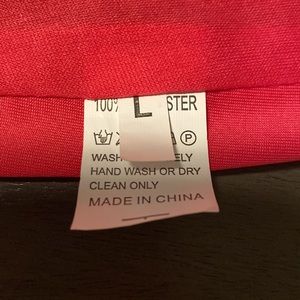 100% L STER
P
WASH ELY
HAND WASH OR DRY
CLEAN ONLY
MADE IN CHINA